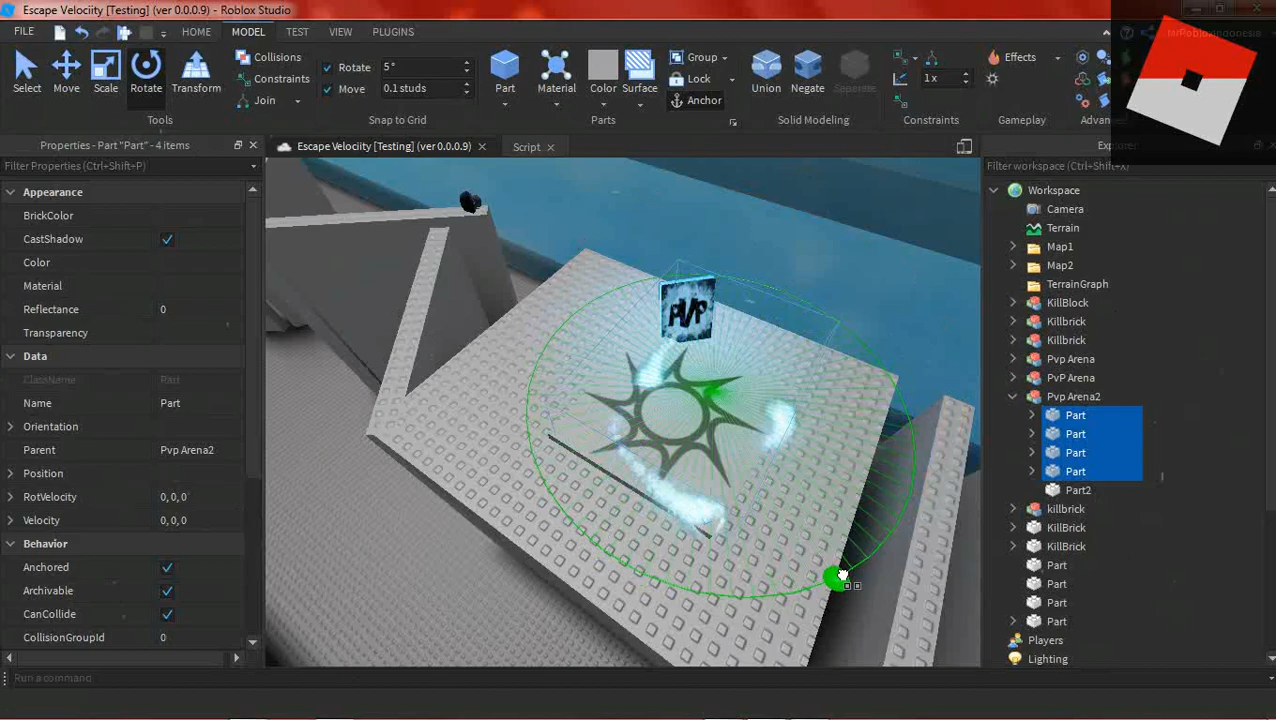 Escape Velociity [Testing] (ver 0.0.0.9) - Roblox Studio
FILE HOME MODEL TEST VIEW PLUGINS MrRobloxIndonesia
Select Move Scale Rotate Transform
Collisions
Constraints
Join
Rotate 5 °
Move 0.1 studs
Part Material Color Surface
Group
Lock
Anchor
Union Negate Separate
1 x
Effects
Tools Snap to Grid Parts Solid Modeling Constraints Gameplay Advan
Properties - Part "Part" - 4 items
Filter Properties (Ctrl+Shift+P)
Appearance
BrickColor
CastShadow
Color
Material
Reflectance 0
Transparency
Data
ClassName Part
Name Part
Orientation
Parent Pvp Arena2
Position
RotVelocity 0,0,0
Velocity 0,0,0
Behavior
Anchored
Archivable
CanCollide
CollisionGroupId 0
Escape Velociity [Testing] (ver 0.0.0.9)
Script
PVP
Explorer
Filter workspace (Ctrl+Shift+X)
Workspace
Camera
Terrain
Map1
Map2
TerrainGraph
KillBlock
Killbrick
Killbrick
Pvp Arena
PvP Arena
Pvp Arena2
Part
Part
Part
Part
Part2
killbrick
KillBrick
KillBrick
Part
Part
Part
Part
Players
Lighting
Run a command